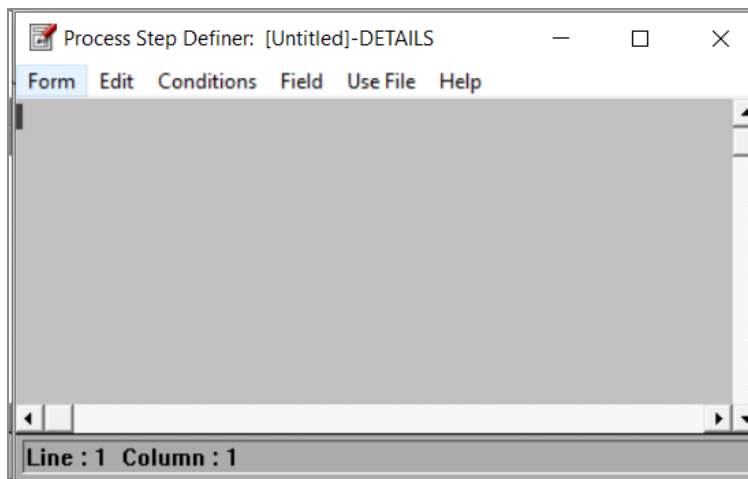 Process Step Definer: [Untitled]-DETAILS
Form Edit Conditions Field Use File Help
Line : 1 Column : 1